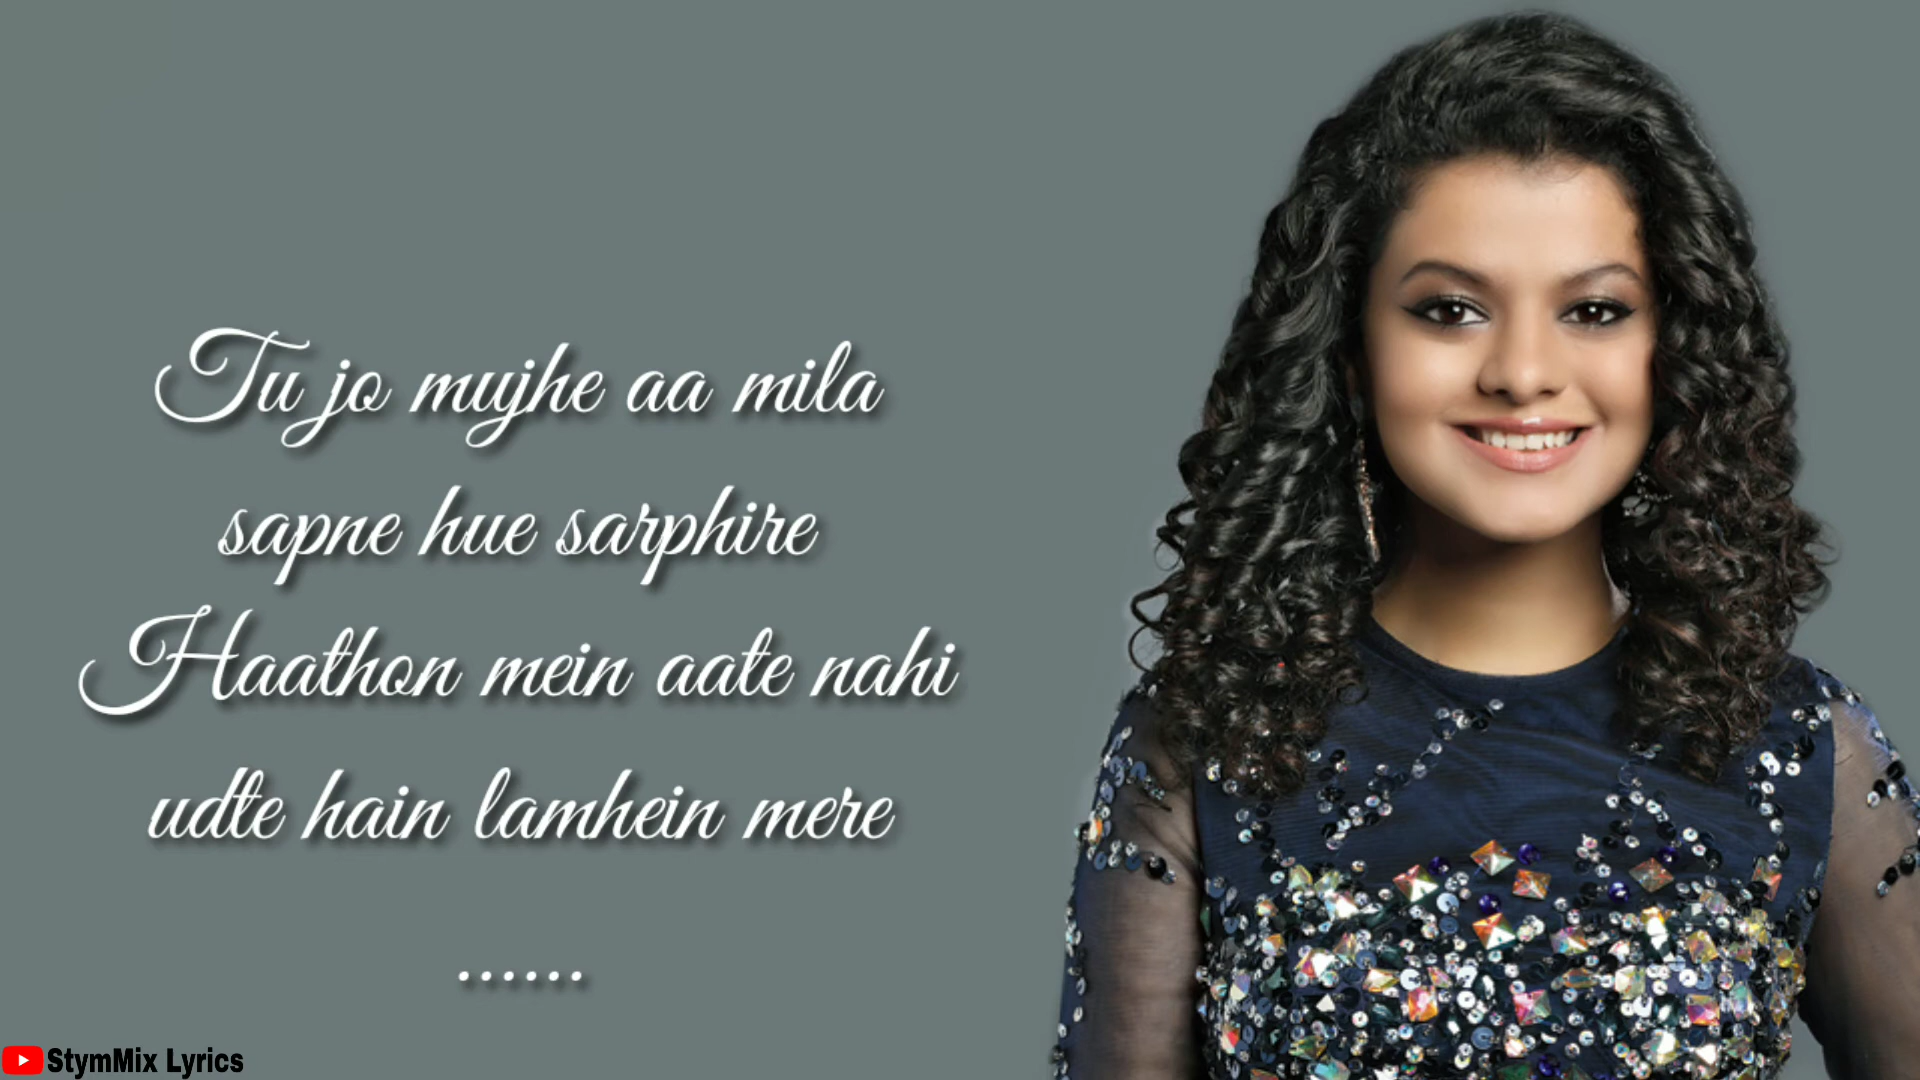 Tu jo mujhe aa mila
sapne hue sarphire
Haathon mein aate nahi
udte hain lamhein mere
......
StymMix Lyrics